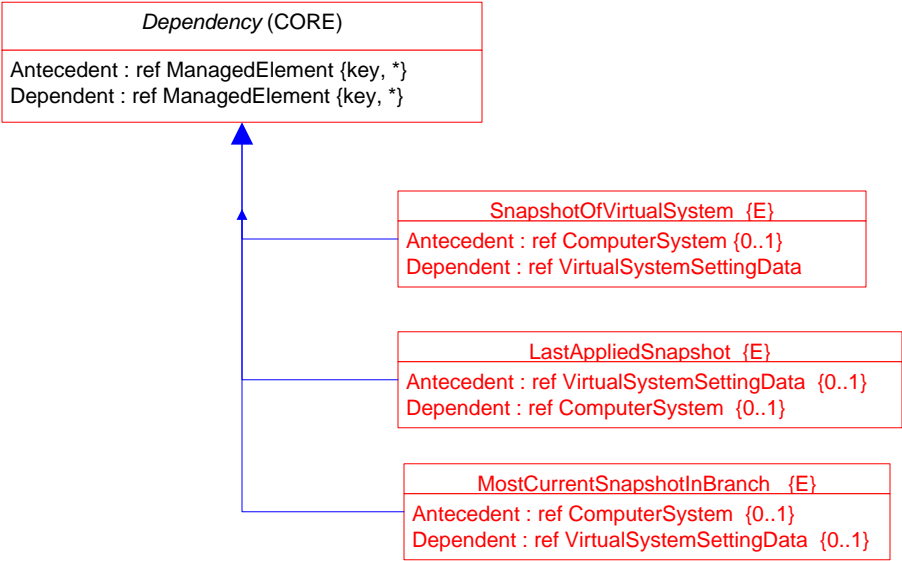 Dependency (CORE)
Antecedent : ref ManagedElement {key, *}
Dependent : ref ManagedElement {key, *}
SnapshotOfVirtualSystem {E}
Antecedent : ref ComputerSystem {0..1}
Dependent : ref VirtualSystemSettingData
LastAppliedSnapshot {E}
Antecedent : ref VirtualSystemSettingData {0..1}
Dependent : ref ComputerSystem {0..1}
MostCurrentSnapshotInBranch {E}
Antecedent : ref ComputerSystem {0..1}
Dependent : ref VirtualSystemSettingData {0..1}